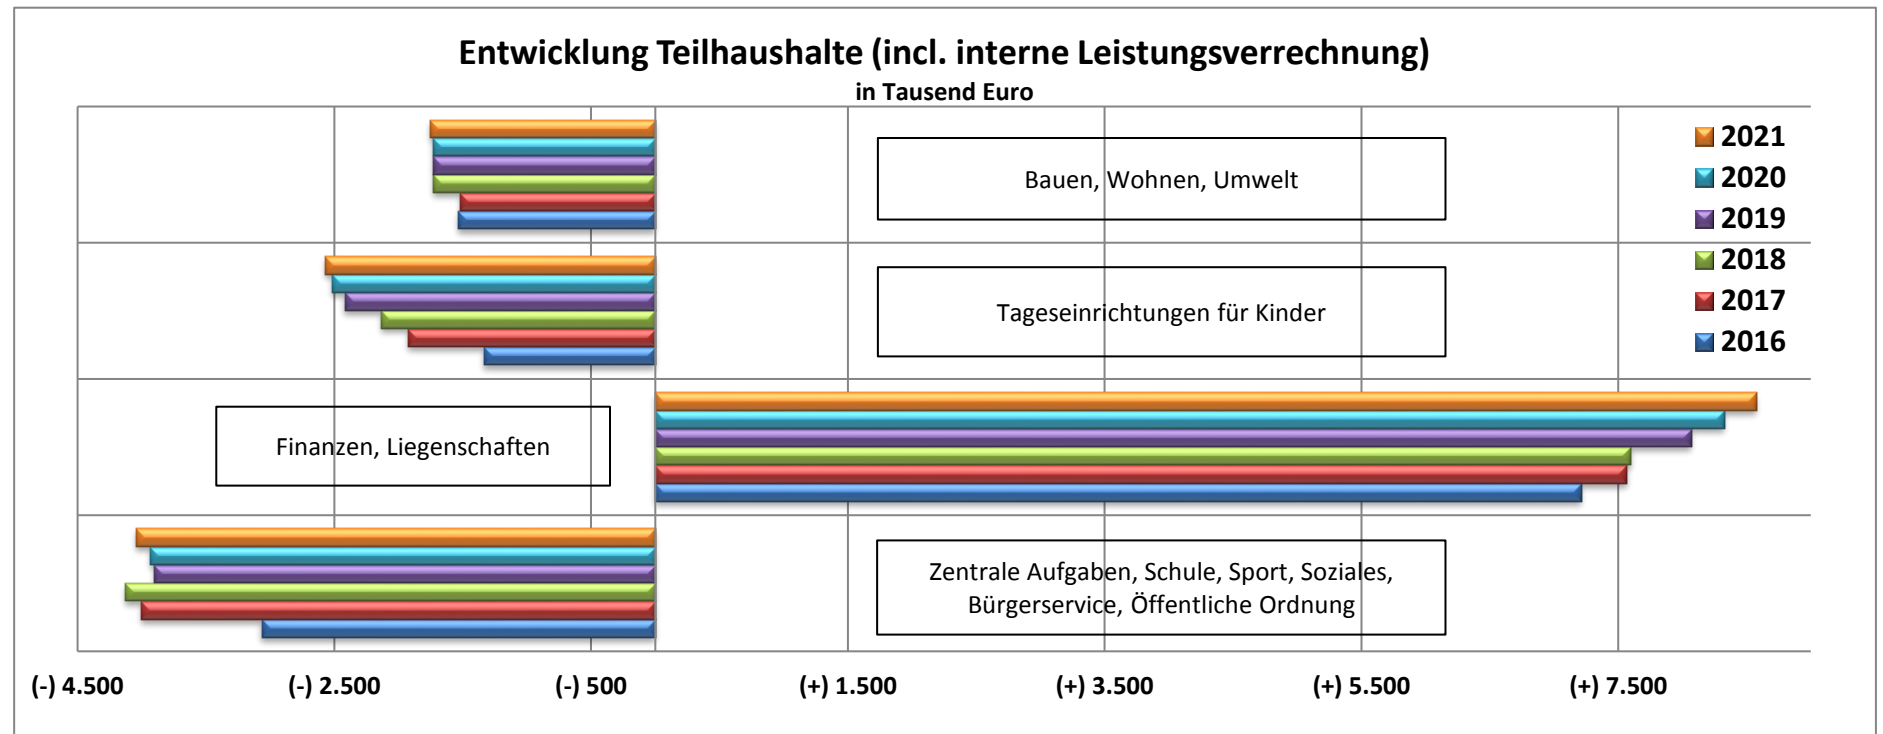 Entwicklung Teilhaushalte (incl. interne Leistungsverrechnung)
in Tausend Euro
Bauen, Wohnen, Umwelt
Tageseinrichtungen für Kinder
Finanzen, Liegenschaften
Zentrale Aufgaben, Schule, Sport, Soziales,
Bürgerservice, Öffentliche Ordnung
2021
2020
2019
2018
2017
2016
(-) 4.500 (-) 2.500 (-) 500 (+) 1.500 (+) 3.500 (+) 5.500 (+) 7.500